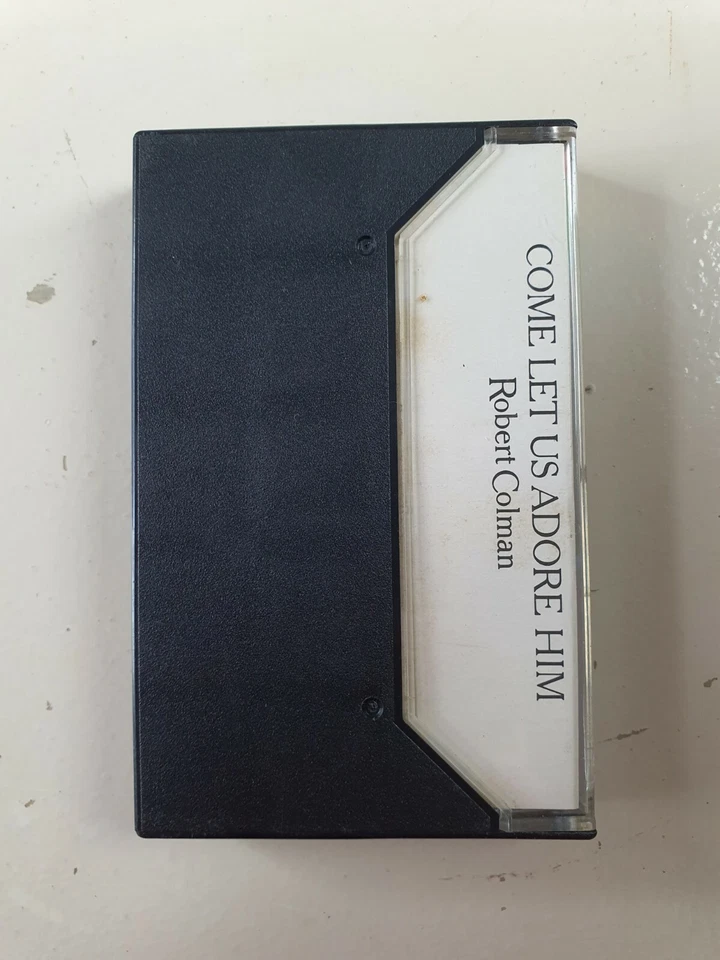 COME LET US ADORE HIM
Robert Colman